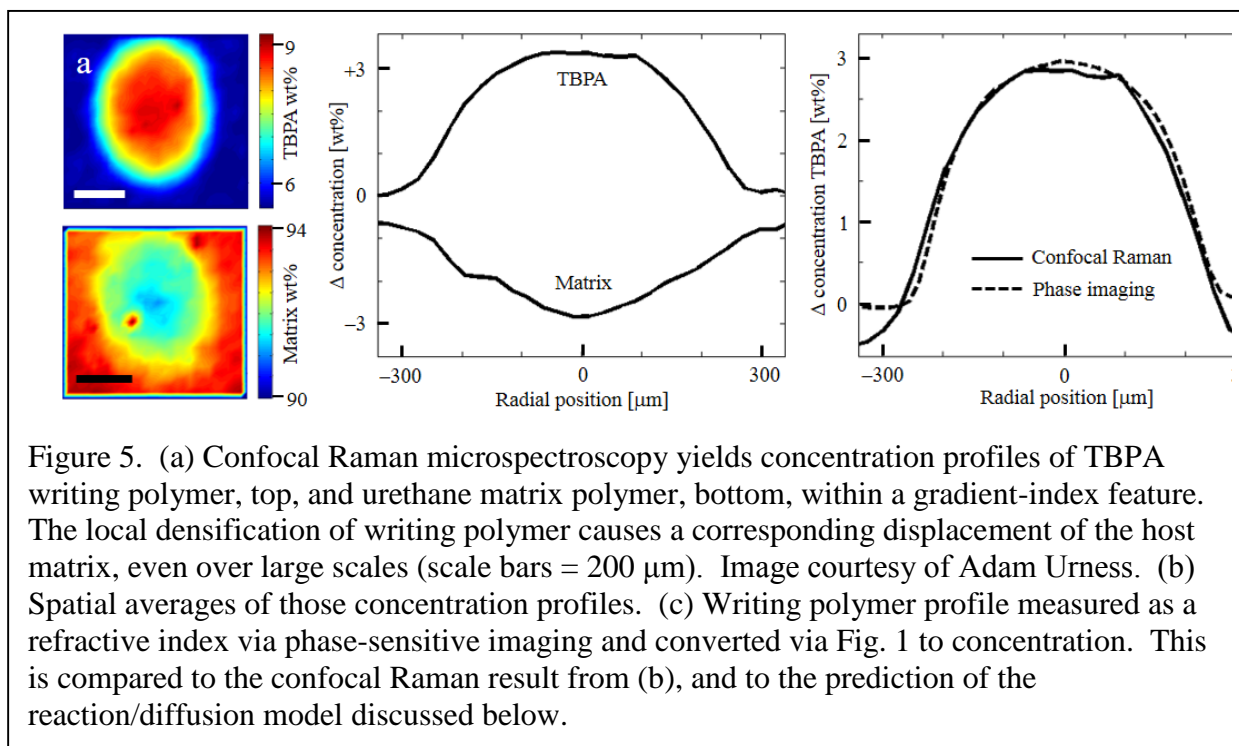 a
9
TBPA wt%
6
94
Matrix wt%
90
+3
0
−3
Δ concentration [wt%]
TBPA
Matrix
−300
0
300
Radial position [μm]
3
2
1
0
Δ concentration TBPA [wt%]
Confocal Raman
Phase imaging
−300
0
Radial position [μm]
Figure 5.  (a) Confocal Raman microspectroscopy yields concentration profiles of TBPA
writing polymer, top, and urethane matrix polymer, bottom, within a gradient-index feature.
The local densification of writing polymer causes a corresponding displacement of the host
matrix, even over large scales (scale bars = 200 μm).  Image courtesy of Adam Urness.  (b)
Spatial averages of those concentration profiles.  (c) Writing polymer profile measured as a
refractive index via phase-sensitive imaging and converted via Fig. 1 to concentration.  This
is compared to the confocal Raman result from (b), and to the prediction of the
reaction/diffusion model discussed below.